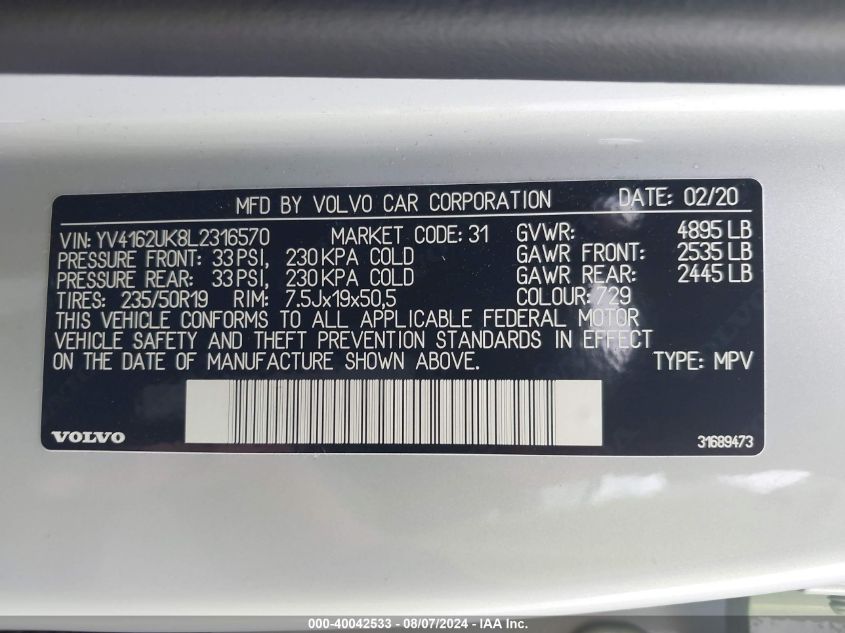 MFD BY VOLVO CAR CORPORATION DATE: 02/20
VIN: YV4162UK8L2316570 MARKET CODE: 31 GVWR: 4895 LB
PRESSURE FRONT: 33 PSI, 230 KPA COLD GAWR FRONT: 2535 LB
PRESSURE REAR: 33 PSI, 230 KPA COLD GAWR REAR: 2445 LB
TIRES: 235/50R19 RIM: 7.5Jx19x50,5 COLOUR: 729
THIS VEHICLE CONFORMS TO ALL APPLICABLE FEDERAL MOTOR
VEHICLE SAFETY AND THEFT PREVENTION STANDARDS IN EFFECT
ON THE DATE OF MANUFACTURE SHOWN ABOVE. TYPE: MPV
VOLVO 31689473
000-40042533 - 08/07/2024 - IAA Inc.